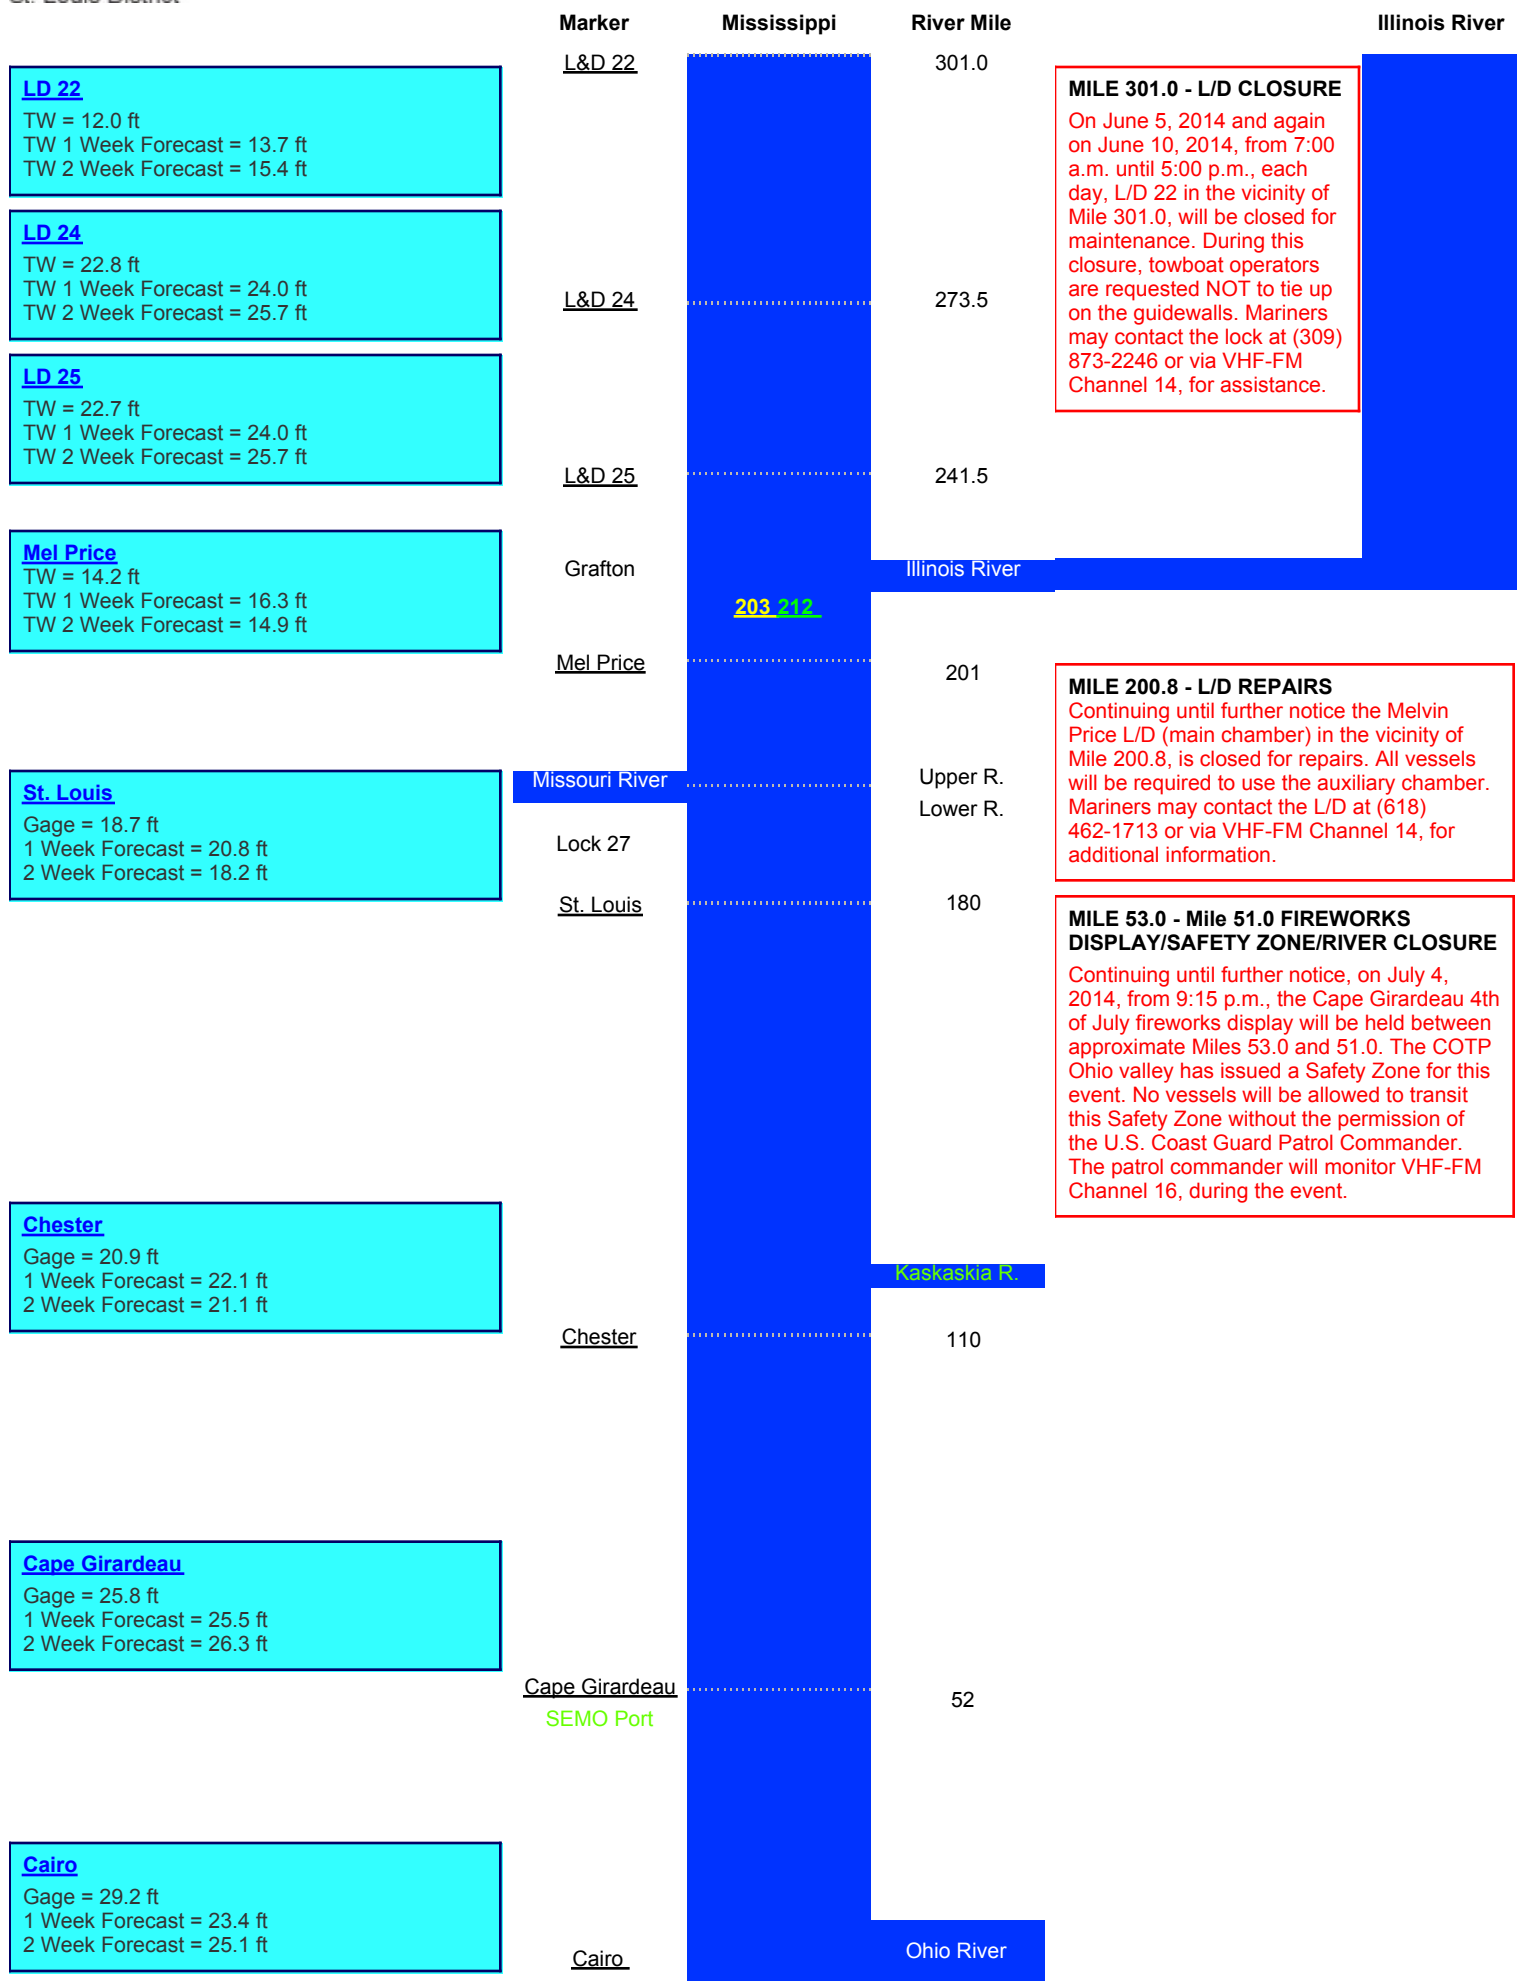 St. Louis District
Marker
Mississippi
River Mile
Illinois River
L&D 22
301.0
LD 22
TW = 12.0 ft
TW 1 Week Forecast = 13.7 ft
TW 2 Week Forecast = 15.4 ft
MILE 301.0 - L/D CLOSURE
On June 5, 2014 and again
on June 10, 2014, from 7:00
a.m. until 5:00 p.m., each
day, L/D 22 in the vicinity of
Mile 301.0, will be closed for
maintenance. During this
closure, towboat operators
are requested NOT to tie up
on the guidewalls. Mariners
may contact the lock at (309)
873-2246 or via VHF-FM
Channel 14, for assistance.
LD 24
TW = 22.8 ft
TW 1 Week Forecast = 24.0 ft
TW 2 Week Forecast = 25.7 ft
L&D 24
273.5
LD 25
TW = 22.7 ft
TW 1 Week Forecast = 24.0 ft
TW 2 Week Forecast = 25.7 ft
L&D 25
241.5
Mel Price
TW = 14.2 ft
TW 1 Week Forecast = 16.3 ft
TW 2 Week Forecast = 14.9 ft
Grafton
Illinois River
203 212
Mel Price
201
MILE 200.8 - L/D REPAIRS
Continuing until further notice the Melvin
Price L/D (main chamber) in the vicinity of
Mile 200.8, is closed for repairs. All vessels
will be required to use the auxiliary chamber.
Mariners may contact the L/D at (618)
462-1713 or via VHF-FM Channel 14, for
additional information.
Missouri River
Upper R.
Lower R.
St. Louis
Gage = 18.7 ft
1 Week Forecast = 20.8 ft
2 Week Forecast = 18.2 ft
Lock 27
St. Louis
180
MILE 53.0 - Mile 51.0 FIREWORKS
DISPLAY/SAFETY ZONE/RIVER CLOSURE
Continuing until further notice, on July 4,
2014, from 9:15 p.m., the Cape Girardeau 4th
of July fireworks display will be held between
approximate Miles 53.0 and 51.0. The COTP
Ohio valley has issued a Safety Zone for this
event. No vessels will be allowed to transit
this Safety Zone without the permission of
the U.S. Coast Guard Patrol Commander.
The patrol commander will monitor VHF-FM
Channel 16, during the event.
Chester
Gage = 20.9 ft
1 Week Forecast = 22.1 ft
2 Week Forecast = 21.1 ft
Kaskaskia R.
Chester
110
Cape Girardeau
Gage = 25.8 ft
1 Week Forecast = 25.5 ft
2 Week Forecast = 26.3 ft
Cape Girardeau
SEMO Port
52
Cairo
Gage = 29.2 ft
1 Week Forecast = 23.4 ft
2 Week Forecast = 25.1 ft
Cairo
Ohio River